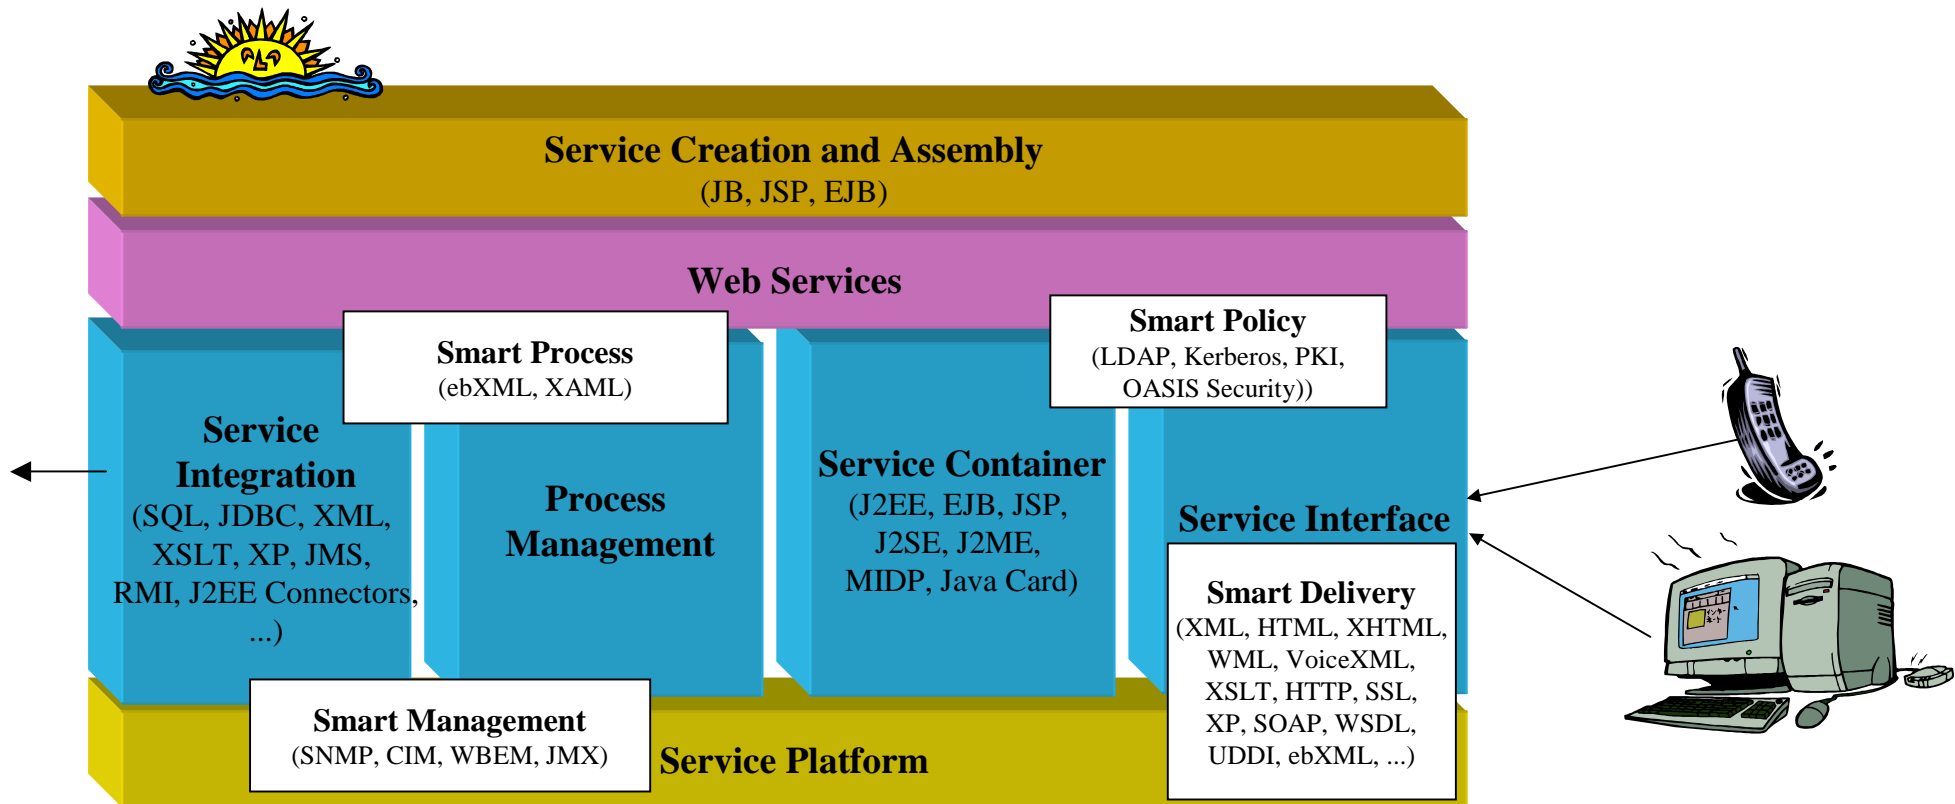 Service Creation and Assembly
(JB, JSP, EJB)
Web Services
Smart Process
(ebXML, XAML)
Smart Policy
(LDAP, Kerberos, PKI,
OASIS Security))
Service
Integration
(SQL, JDBC, XML,
XSLT, XP, JMS,
RMI, J2EE Connectors,
...)
Process
Management
Service Container
(J2EE, EJB, JSP,
J2SE, J2ME,
MIDP, Java Card)
Service Interface
Smart Delivery
(XML, HTML, XHTML,
WML, VoiceXML,
XSLT, HTTP, SSL,
XP, SOAP, WSDL,
UDDI, ebXML, ...)
Smart Management
(SNMP, CIM, WBEM, JMX)
Service Platform